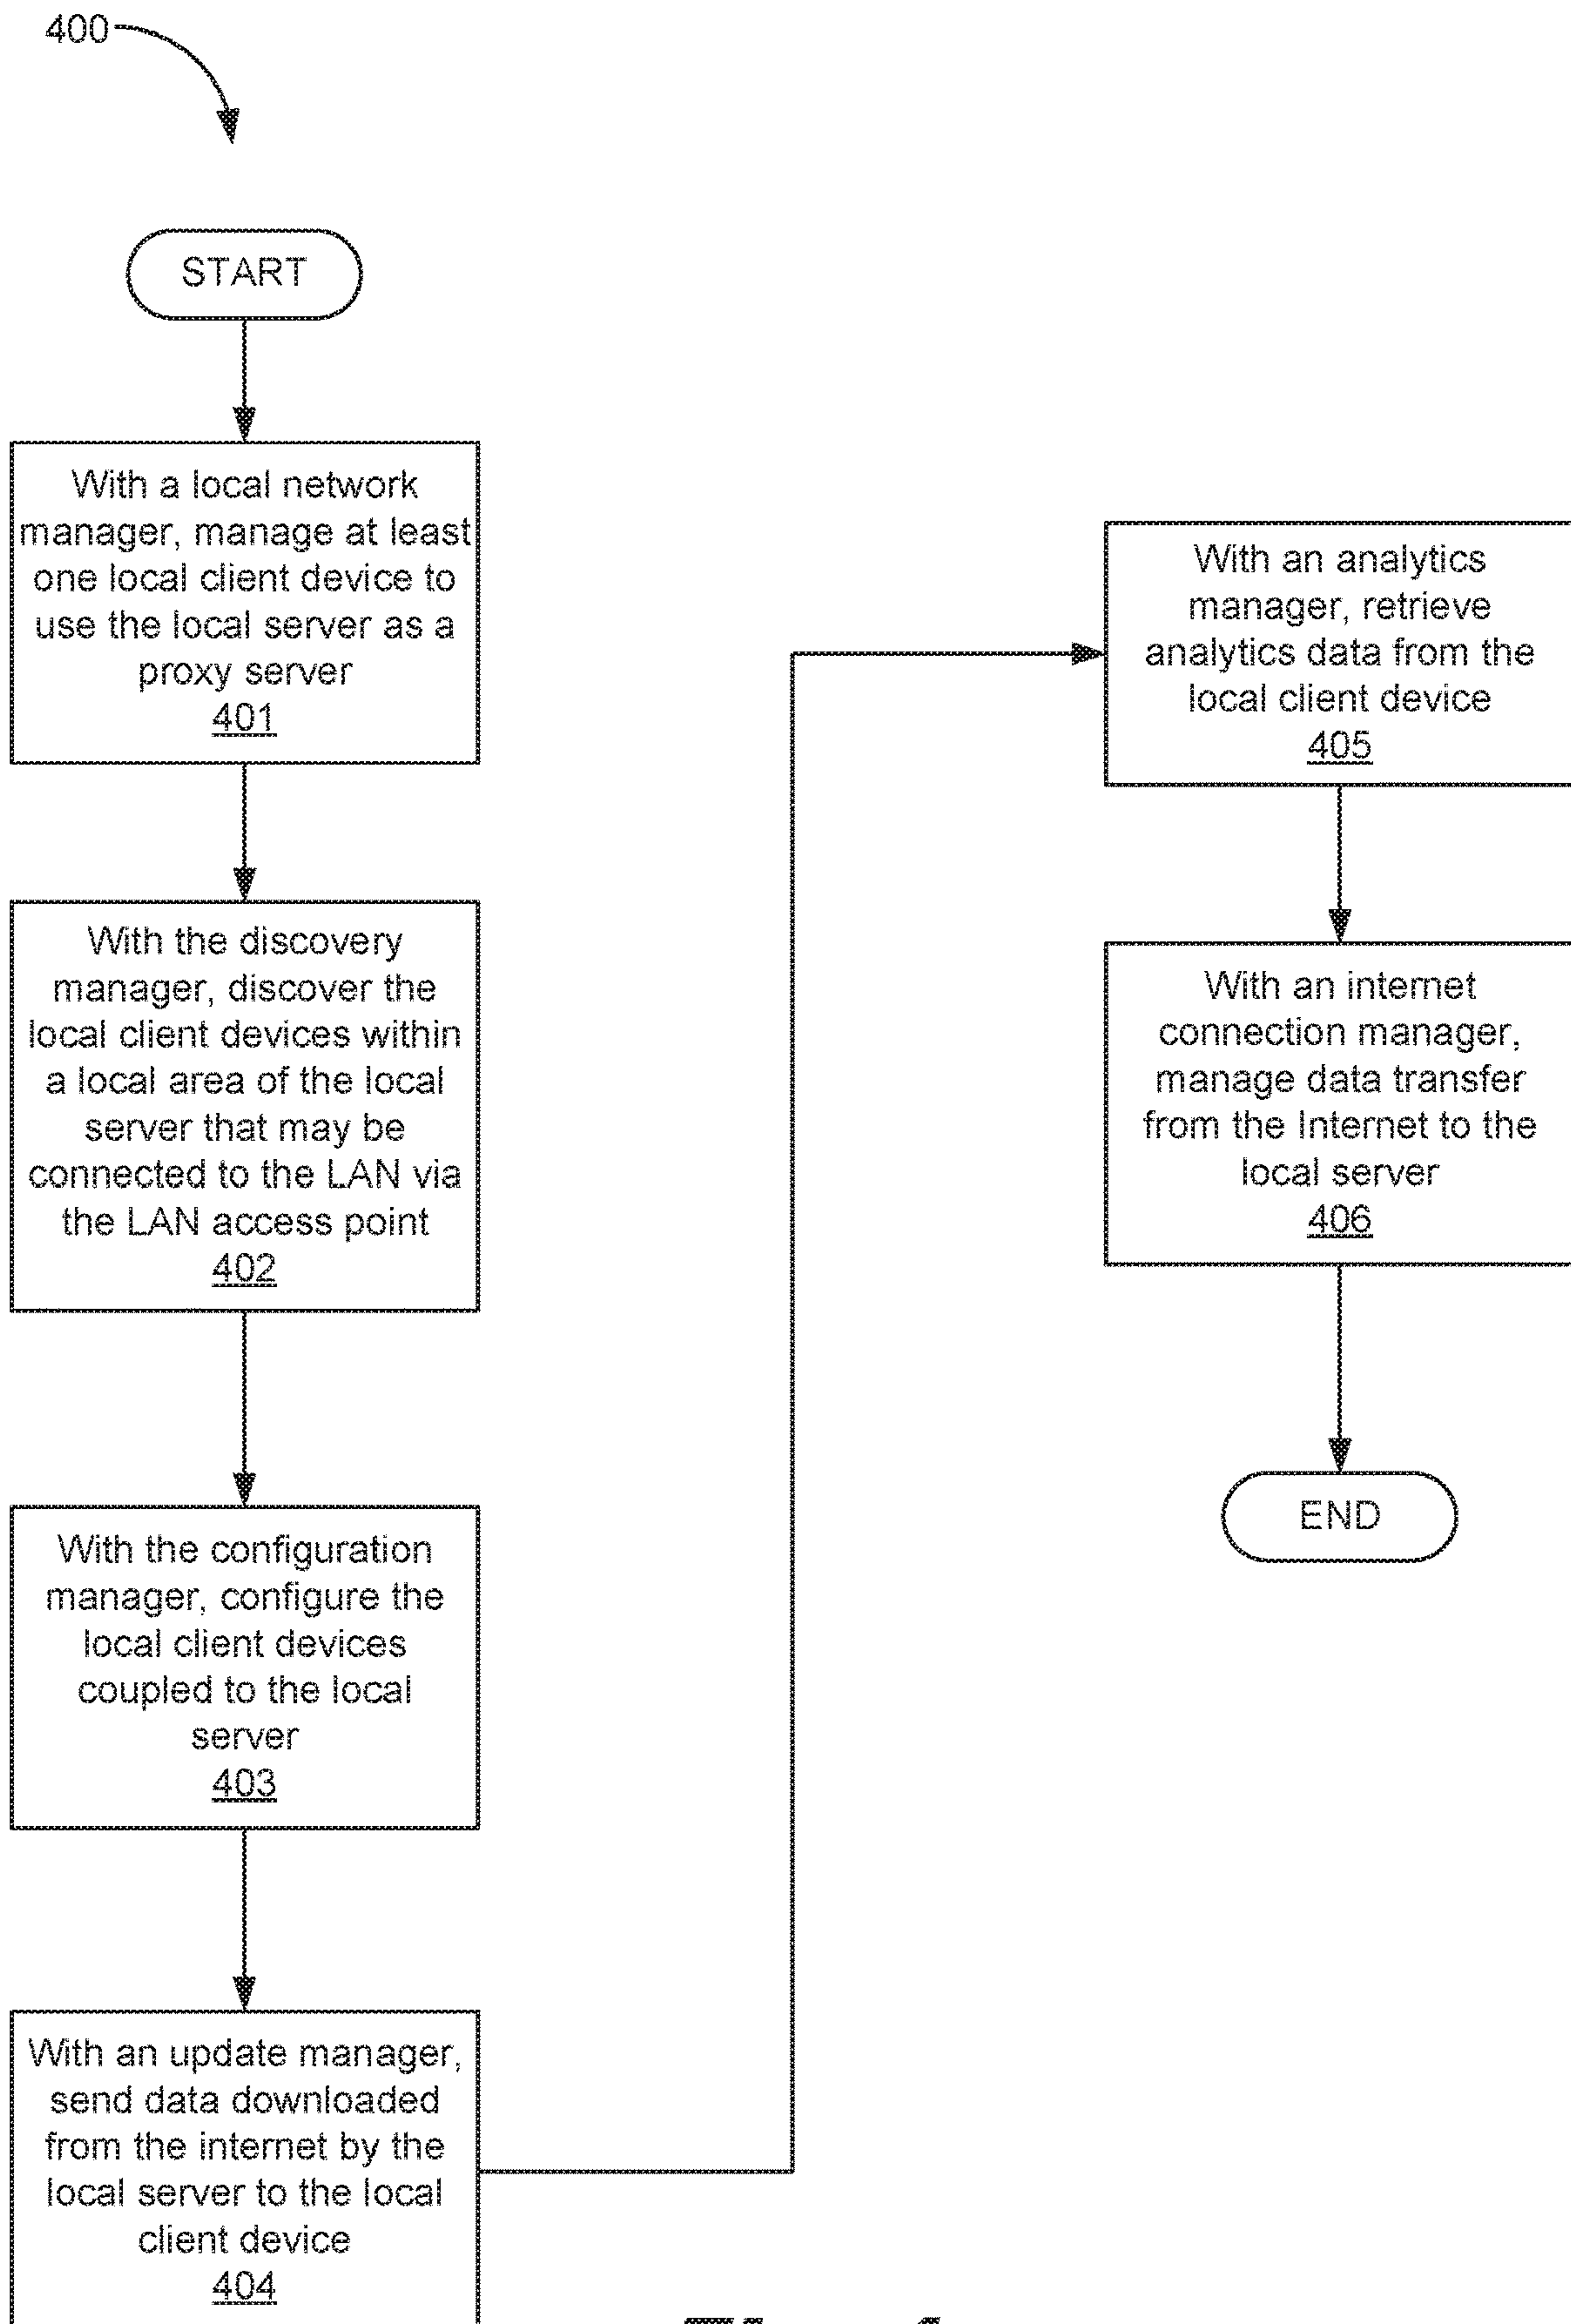 400
START
With a local network
manager, manage at least
one local client device to
use the local server as a
proxy server
401
With the discovery
manager, discover the
local client devices within
a local area of the local
server that may be
connected to the LAN via
the LAN access point
402
With the configuration
manager, configure the
local client devices
coupled to the local
server
403
With an update manager,
send data downloaded
from the internet by the
local server to the local
client device
404
With an analytics
manager, retrieve
analytics data from the
local client device
405
With an internet
connection manager,
manage data transfer
from the Internet to the
local server
406
END